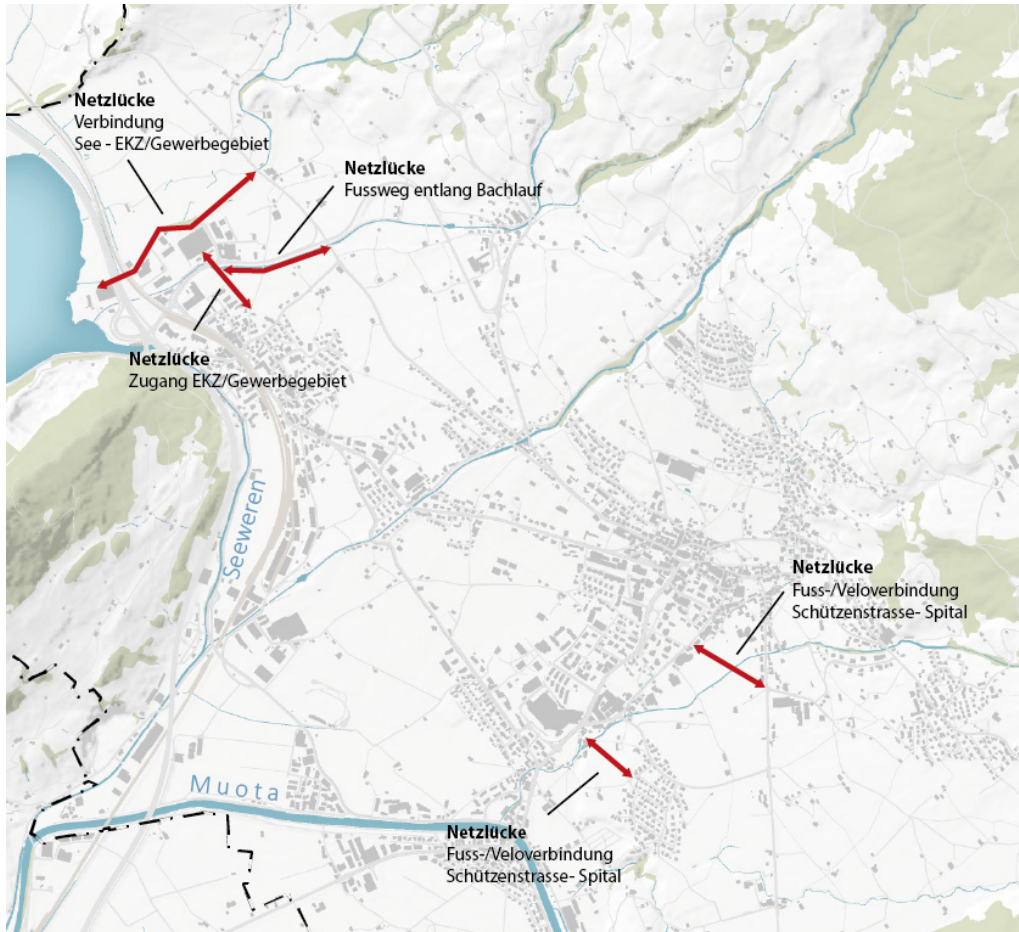 Netzlücke
Verbindung
See - EKZ/Gewerbegebiet
Netzlücke
Fussweg entlang Bachlauf
Netzlücke
Zugang EKZ/Gewerbegebiet
Seeweren
Netzlücke
Fuss-/Veloverbindung
Schützenstrasse- Spital
Muota
Netzlücke
Fuss-/Veloverbindung
Schützenstrasse- Spital